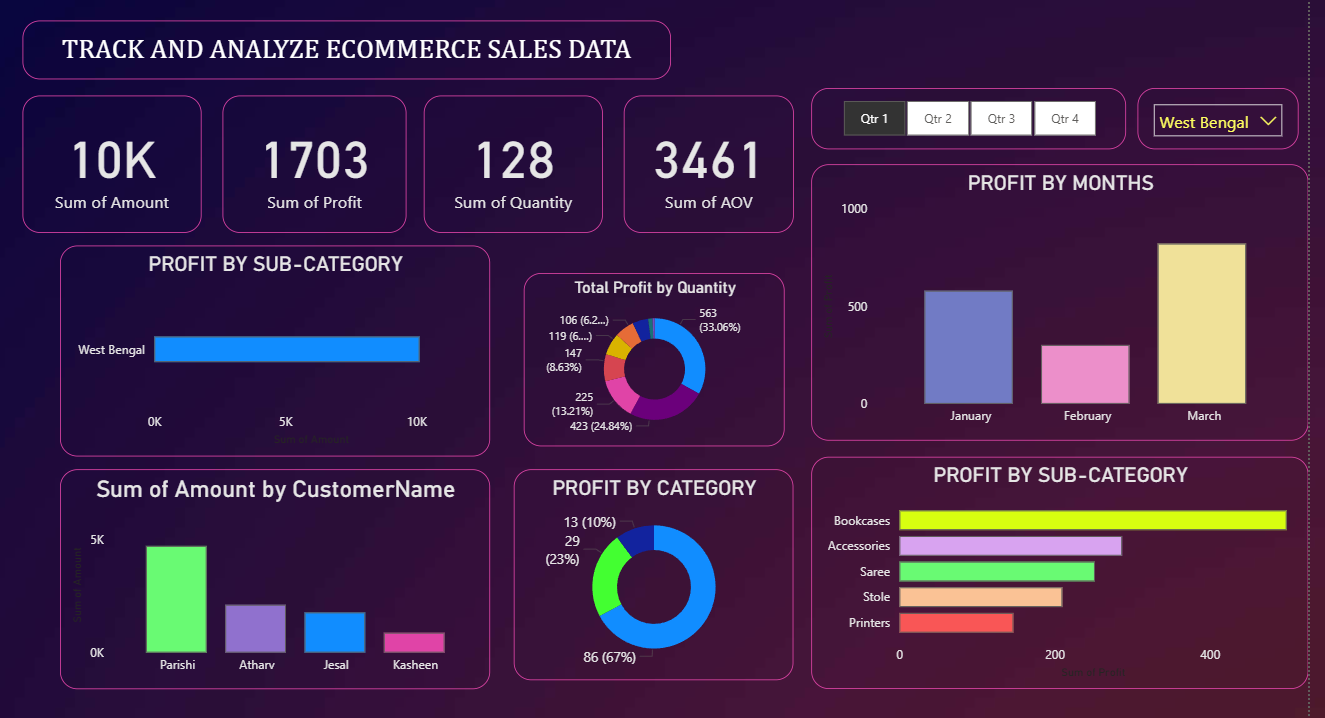 TRACK AND ANALYZE ECOMMERCE SALES DATA
10K
Sum of Amount
1703
Sum of Profit
128
Sum of Quantity
3461
Sum of AOV
Qtr 1
Qtr 2
Qtr 3
Qtr 4
West Bengal
PROFIT BY SUB-CATEGORY
West Bengal
0K
5K
10K
Sum of Amount
Total Profit by Quantity
563
(33.06%)
423 (24.84%)
225
(13.21%)
147
(8.63%)
119 (6....)
106 (6.2...)
PROFIT BY MONTHS
1000
500
0
January
February
March
Sum of Amount by CustomerName
Sum of Amount
5K
0K
Parishi
Atharv
Jesal
Kasheen
PROFIT BY CATEGORY
13 (10%)
29
(23%)
86 (67%)
PROFIT BY SUB-CATEGORY
Bookcases
Accessories
Saree
Stole
Printers
0
200
400